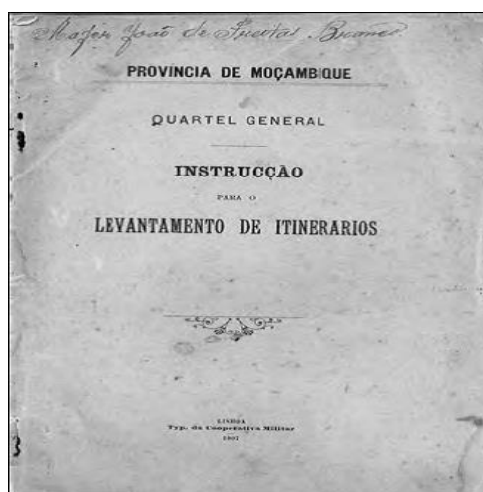 Major João de Freitas Branco
PROVINCIA DE MOÇAMBIQUE
QUARTEL GENERAL
INSTRUCÇÃO
PARA O
LEVANTAMENTO DE ITINERARIOS
LISBOA
Typ. da Cooperativa Militar